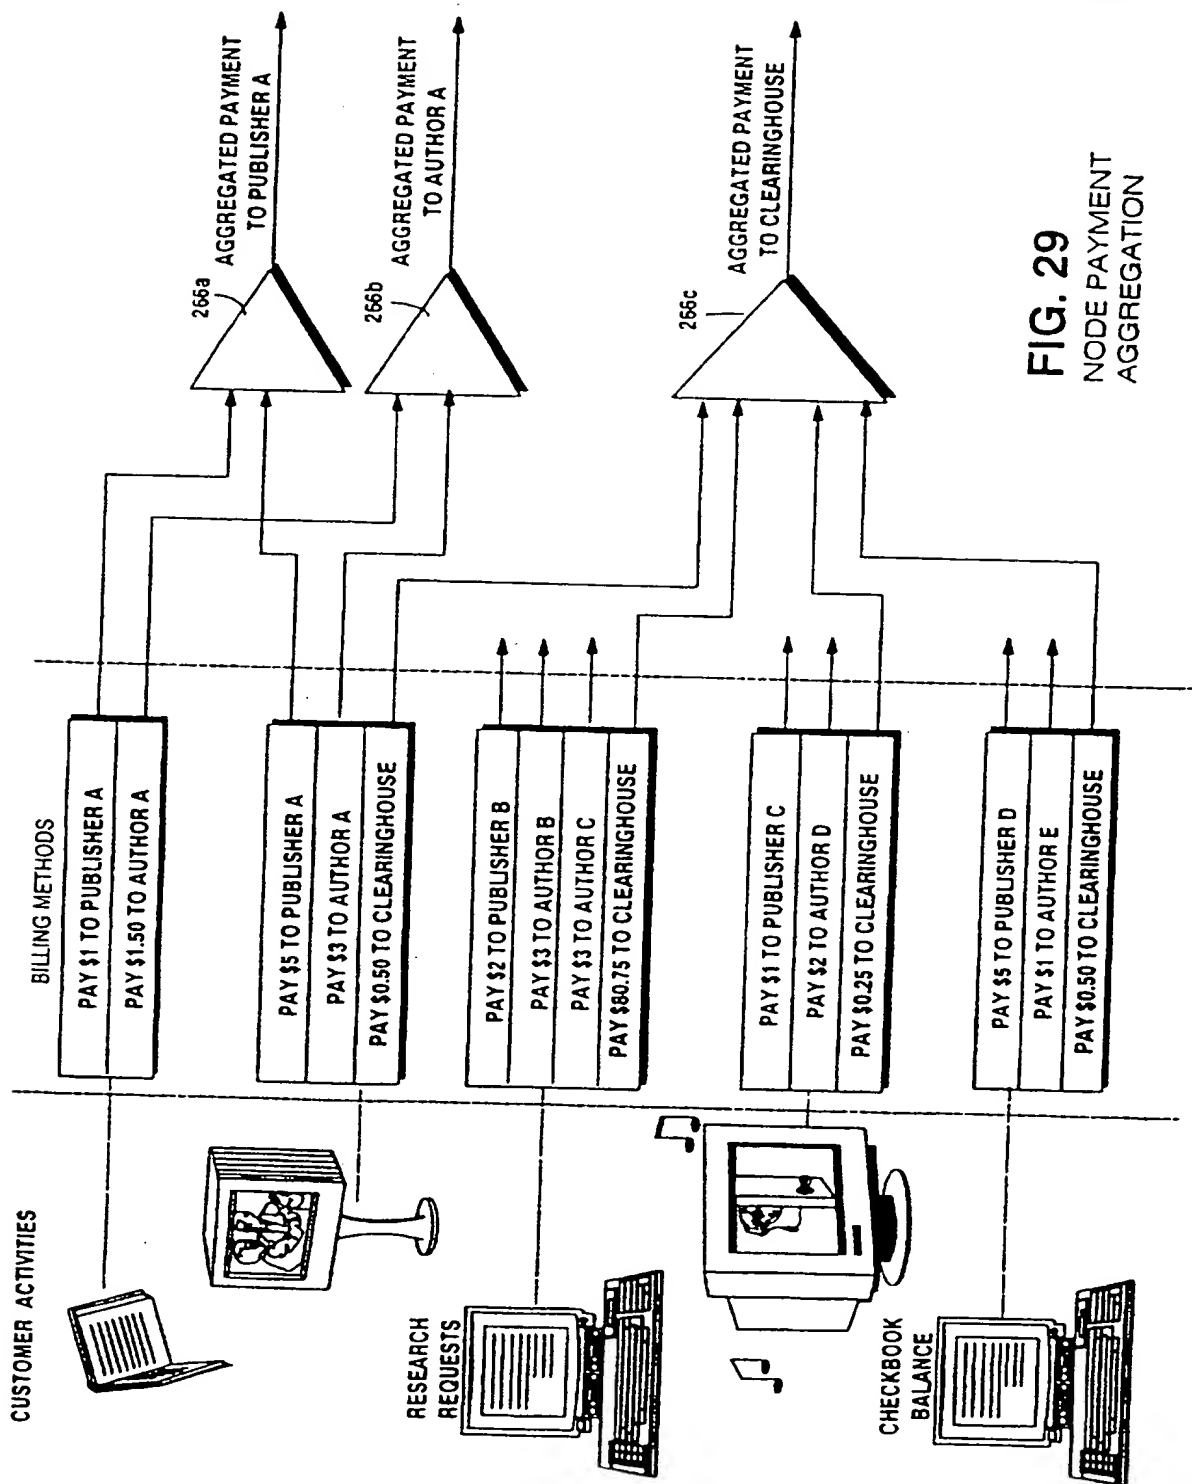 CUSTOMER ACTIVITIES
RESEARCH
REQUESTS
CHECKBOOK
BALANCE
BILLING METHODS
PAY $1 TO PUBLISHER A
PAY $1.50 TO AUTHOR A
PAY $5 TO PUBLISHER A
PAY $3 TO AUTHOR A
PAY $0.50 TO CLEARINGHOUSE
PAY $2 TO PUBLISHER B
PAY $3 TO AUTHOR B
PAY $3 TO AUTHOR C
PAY $80.75 TO CLEARINGHOUSE
PAY $1 TO PUBLISHER C
PAY $2 TO AUTHOR D
PAY $0.25 TO CLEARINGHOUSE
PAY $5 TO PUBLISHER D
PAY $1 TO AUTHOR E
PAY $0.50 TO CLEARINGHOUSE
266a
AGGREGATED PAYMENT
TO PUBLISHER A
266b
AGGREGATED PAYMENT
TO AUTHOR A
266c
AGGREGATED PAYMENT
TO CLEARINGHOUSE
FIG. 29
NODE PAYMENT
AGGREGATION